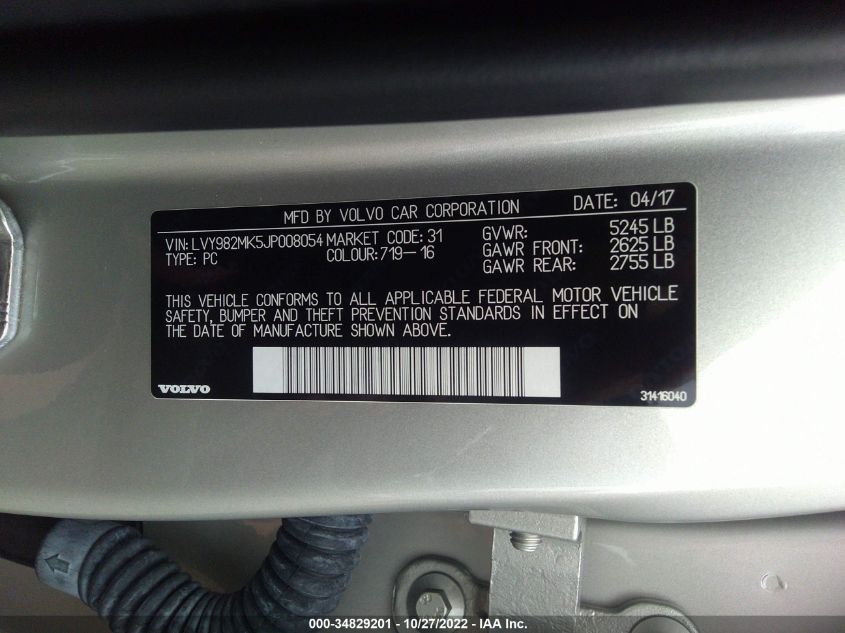 MFD BY VOLVO CAR CORPORATION DATE: 04/17
VIN: LVY982MK5JP008054 MARKET CODE: 31 GVWR: 5245 LB
TYPE: PC COLOUR: 719-16 GAWR FRONT: 2625 LB
GAWR REAR: 2755 LB
THIS VEHICLE CONFORMS TO ALL APPLICABLE FEDERAL MOTOR VEHICLE
SAFETY, BUMPER AND THEFT PREVENTION STANDARDS IN EFFECT ON
THE DATE OF MANUFACTURE SHOWN ABOVE.
VOLVO 31416040
000-34829201 - 10/27/2022 - IAA Inc.